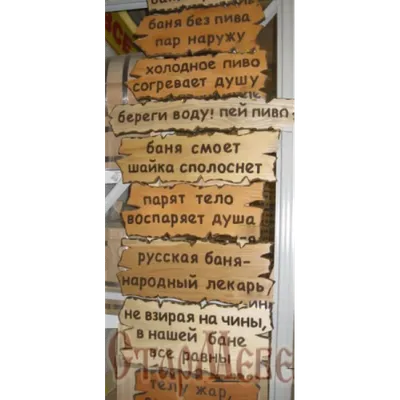 баня без пива
пар наружу
холодное пиво
согревает душу
береги воду! пей пиво
баня смоет
шайка сполоснет
парят тело
воспаряет душа
русская баня-
народный лекарь
не взирая на чины,
в нашей бане
все равны
СтарМебе
телу жар,